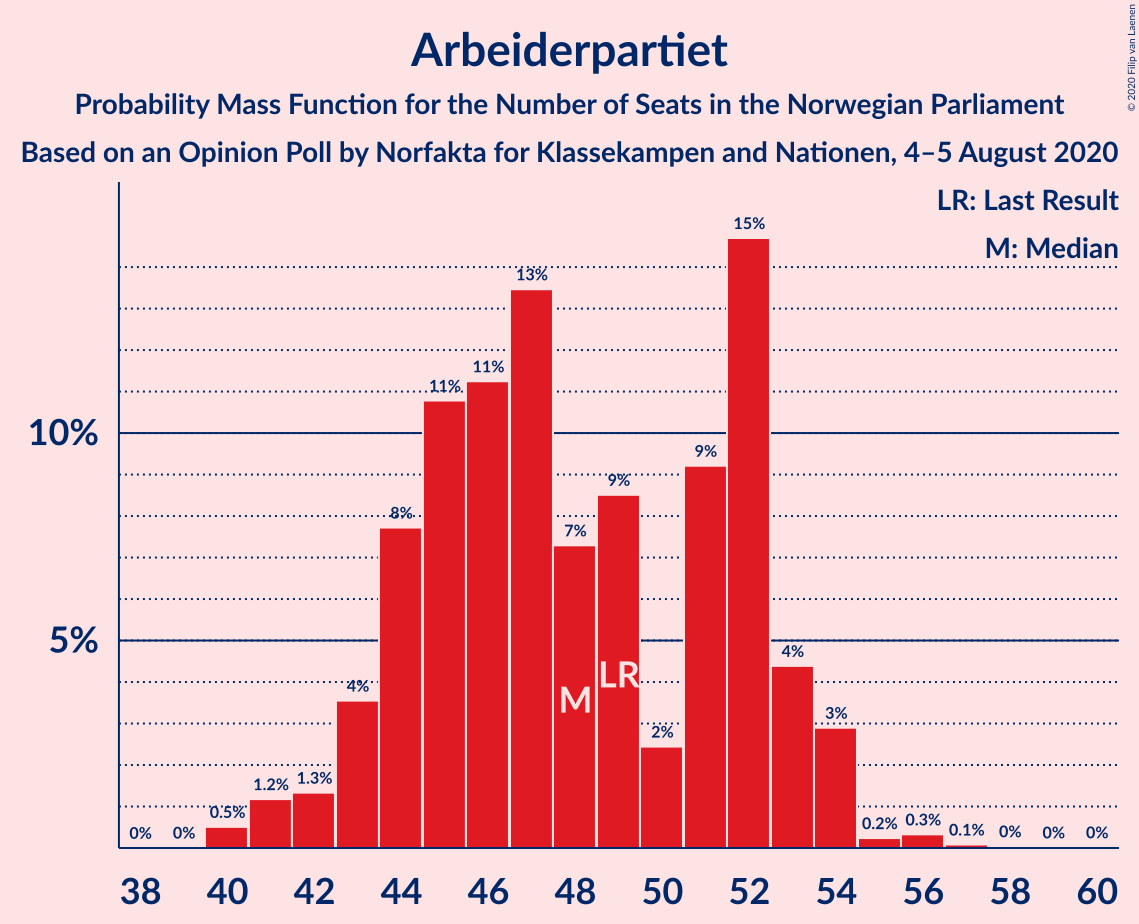 Arbeiderpartiet
Probability Mass Function for the Number of Seats in the Norwegian Parliament
Based on an Opinion Poll by Norfakta for Klassekampen and Nationen, 4–5 August 2020
© 2020 Filip van Laenen
LR: Last Result
M: Median
10%
5%
0%
0%
0.5%
1.2%
1.3%
4%
8%
11%
11%
13%
7%
9%
2%
9%
15%
4%
3%
0.2%
0.3%
0.1%
0%
0%
0%
M
LR
38 40 42 44 46 48 50 52 54 56 58 60